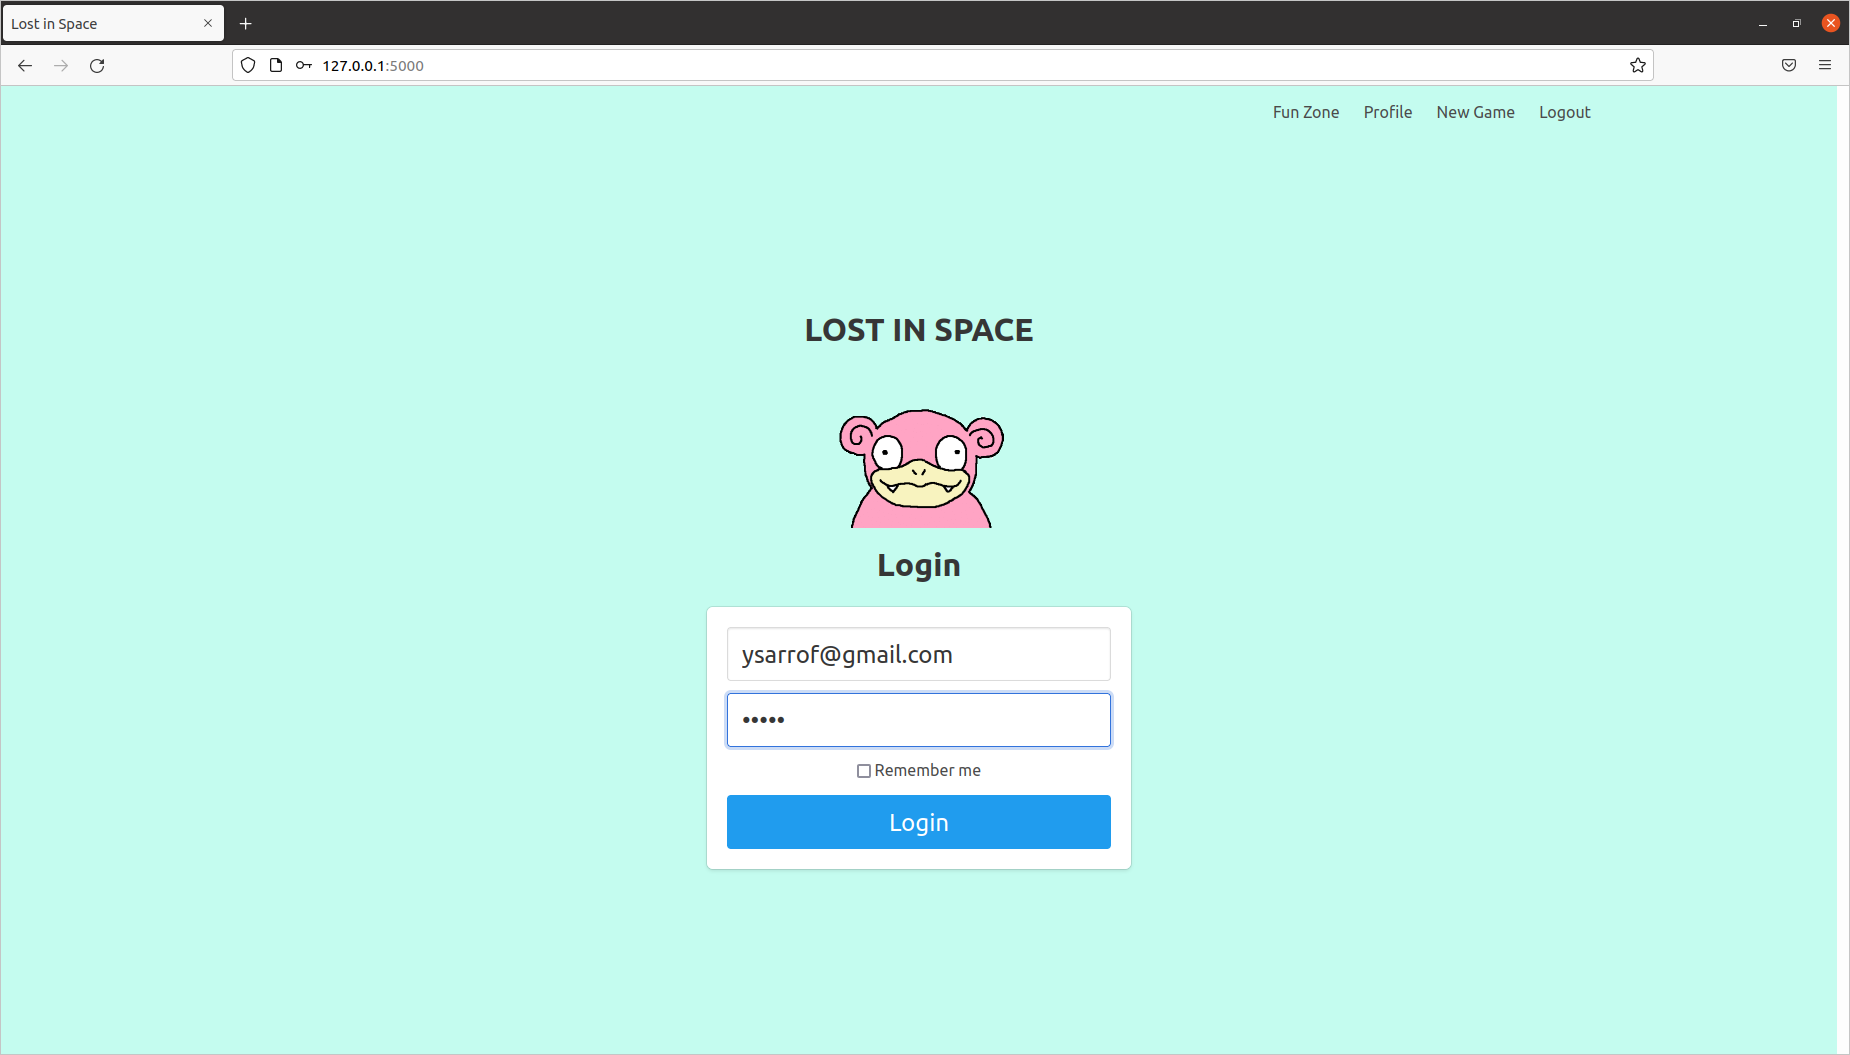 Lost in Space
127.0.0.1:5000
Fun Zone Profile New Game Logout
LOST IN SPACE
Login
ysarrof@gmail.com
•••••
Remember me
Login